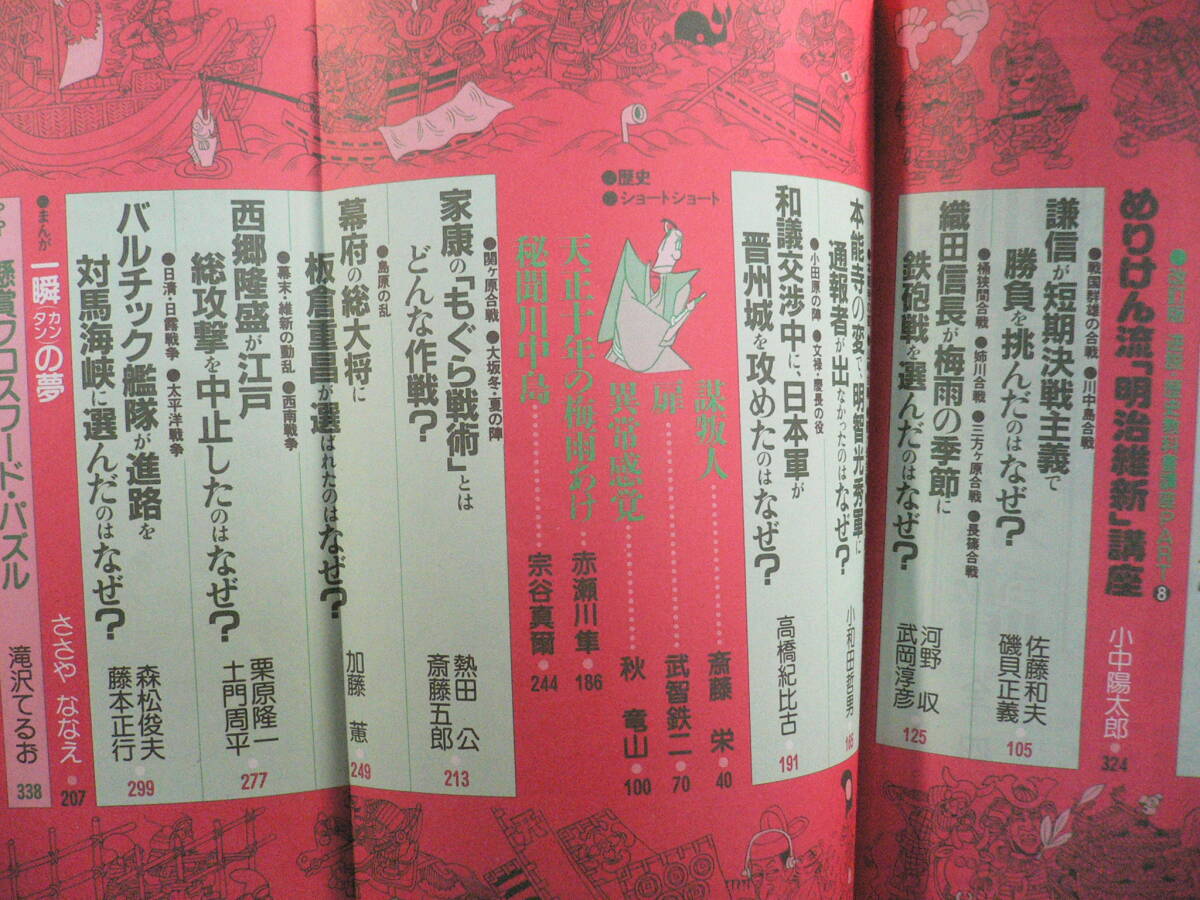 めりけん流「明治維新」講座
小中陽太郎
324
●戦国群雄の合戦 ●川中島合戦
謙信が短期決戦主義で
勝負を挑んだのはなぜ?
佐藤和夫
磯貝正義
105
●桶狭間合戦 ●姉川合戦 ●三方ヶ原合戦 ●長篠合戦
織田信長が梅雨の季節に
鉄砲戦を選んだのはなぜ?
河野 収
武岡淳彦
125
本能寺の変で、明智光秀軍に
通報者が出なかったのはなぜ?
小和田哲男
165
●小田原の陣 ●文禄・慶長の役
和議交渉中に、日本軍が
晋州城を攻めたのはなぜ?
高橋紀比古
191
●歴史
●ショートショート
謀叛人
斎藤 栄・40
扉
武智鉄二・70
異常感覚
秋 竜山・100
天正十年の梅雨あけ
赤瀬川隼・186
秘聞川中島
宗谷真爾・244
●関ヶ原合戦 ●大坂冬・夏の陣
家康の「もぐら戦術」とは
どんな作戦?
熱田 公
斎藤五郎
213
●島原の乱
幕府の総大将に
板倉重昌が選ばれたのはなぜ?
加藤 蕙
249
●幕末・維新の動乱 ●西南戦争
西郷隆盛が江戸
総攻撃を中止したのはなぜ?
栗原隆一
土門周平
277
●日清・日露戦争 ●太平洋戦争
バルチック艦隊が進路を
対馬海峡に選んだのはなぜ?
森松俊夫
藤本正行
299
●まんが
一瞬(カンタン)の夢
ささや ななえ・207
懸賞クロスワード・パズル
滝沢てるお
338